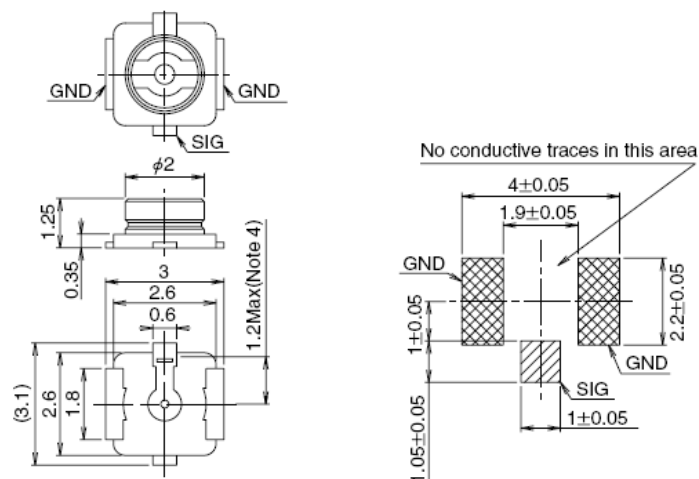 GND
GND
SIG
φ2
1.25
0.35
3
2.6
0.6
1.2Max(Note 4)
(3.1)
2.6
1.8
No conductive traces in this area
4±0.05
1.9±0.05
GND
2.2±0.05
1±0.05
GND
SIG
1±0.05
1.05±0.05